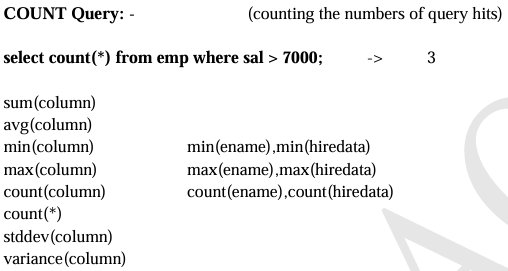 COUNT Query: - (counting the numbers of query hits)
select count(*) from emp where sal > 7000; -> 3
sum(column)
avg(column)
min(column) min(ename),min(hiredata)
max(column) max(ename),max(hiredata)
count(column) count(ename),count(hiredata)
count(*)
stddev(column)
variance(column)